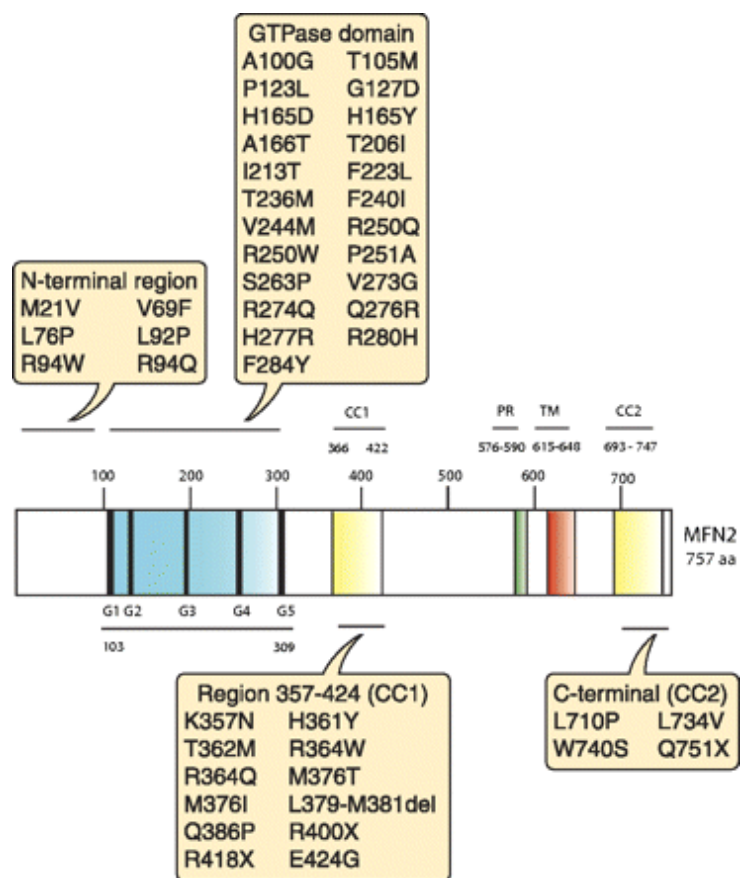 GTPase domain
A100G T105M
P123L G127D
H165D H165Y
A166T T206I
I213T F223L
T236M F240I
V244M R250Q
R250W P251A
S263P V273G
R274Q Q276R
H277R R280H
F284Y
N-terminal region
M21V V69F
L76P L92P
R94W R94Q
CC1 PR TM CC2
366 422 576-590 615-648 693-747
100 200 300 400 500 600 700
MFN2
757 aa
G1 G2 G3 G4 G5
103 309
Region 357-424 (CC1)
K357N H361Y
T362M R364W
R364Q M376T
M376I L379-M381del
Q386P R400X
R418X E424G
C-terminal (CC2)
L710P L734V
W740S Q751X